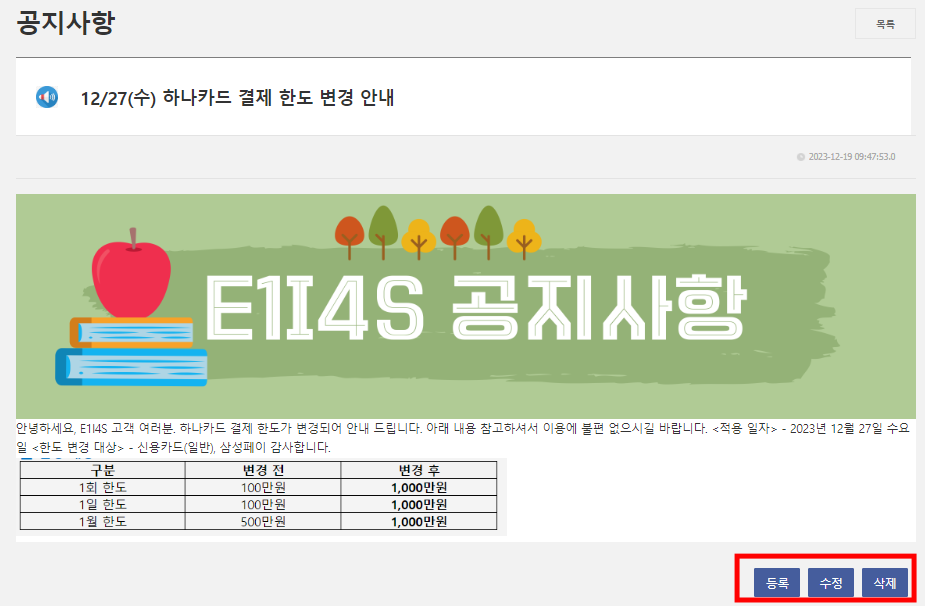 공지사항
목록
12/27(수) 하나카드 결제 한도 변경 안내
2023-12-19 09:47:53.0
E1I4S 공지사항
안녕하세요, E1I4S 고객 여러분. 하나카드 결제 한도가 변경되어 안내 드립니다. 아래 내용 참고하셔서 이용에 불편 없으시길 바랍니다. <적용 일자> - 2023년 12월 27일 수요
일 <한도 변경 대상> - 신용카드(일반), 삼성페이 감사합니다.
구분 변경 전 변경 후
1회 한도 100만원 1,000만원
1일 한도 100만원 1,000만원
1월 한도 500만원 1,000만원
등록 수정 삭제